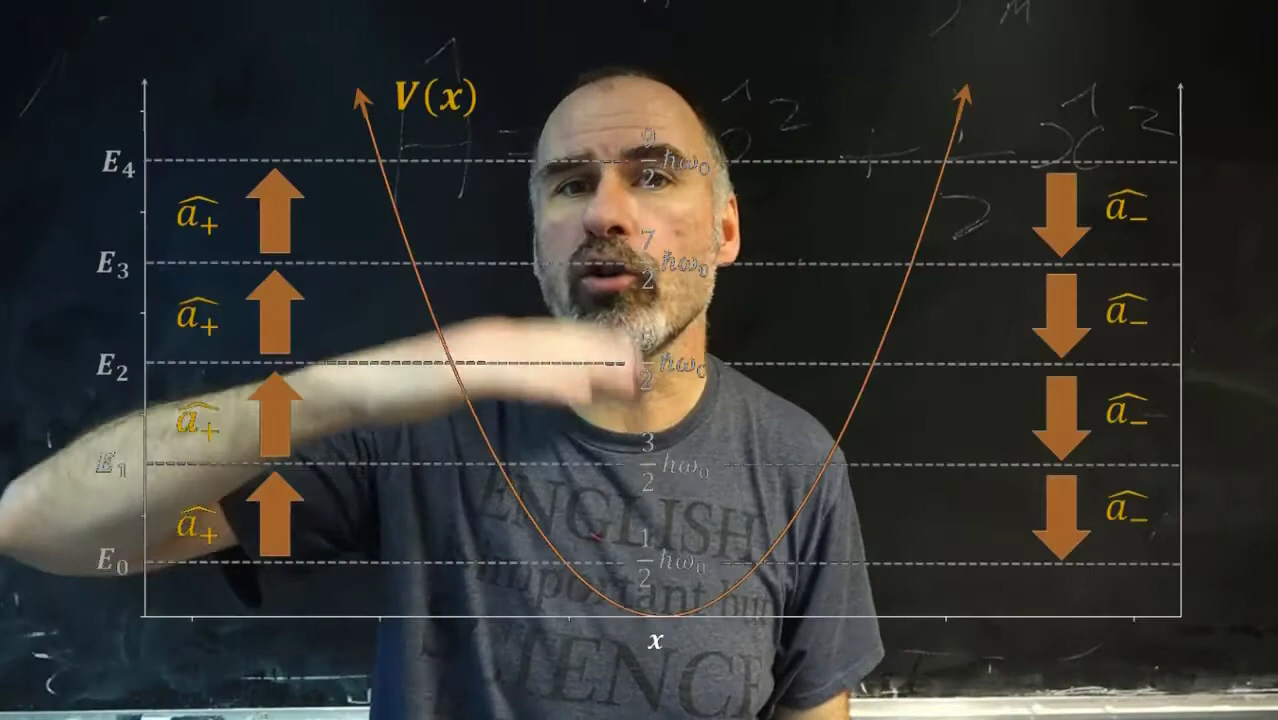 V(x)
E₄
9/2 ħω₀
â₊
â₋
E₃
7/2 ħω₀
â₊
â₋
E₂
/2 ħω₀
â₊
â₋
E₁
3/2 ħω₀
â₊
â₋
E₀
1/2 ħω₀
x
ENGLISH
important but
SCIENCE